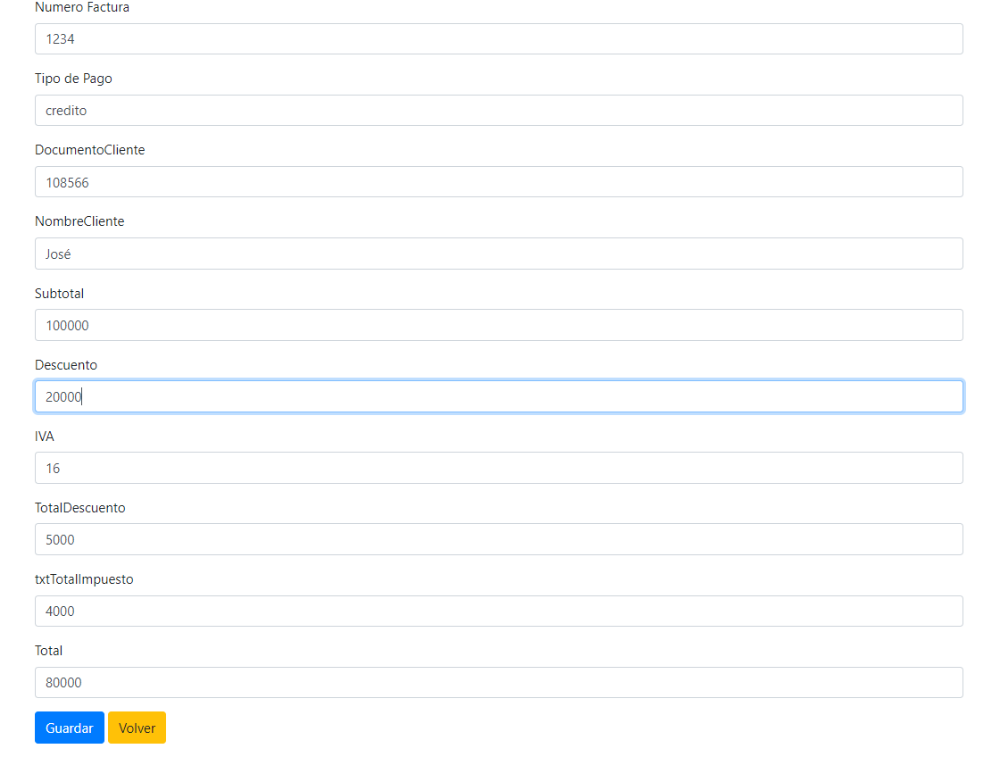 Numero Factura
1234
Tipo de Pago
credito
DocumentoCliente
108566
NombreCliente
José
Subtotal
100000
Descuento
20000
IVA
16
TotalDescuento
5000
txtTotalImpuesto
4000
Total
80000
Guardar Volver